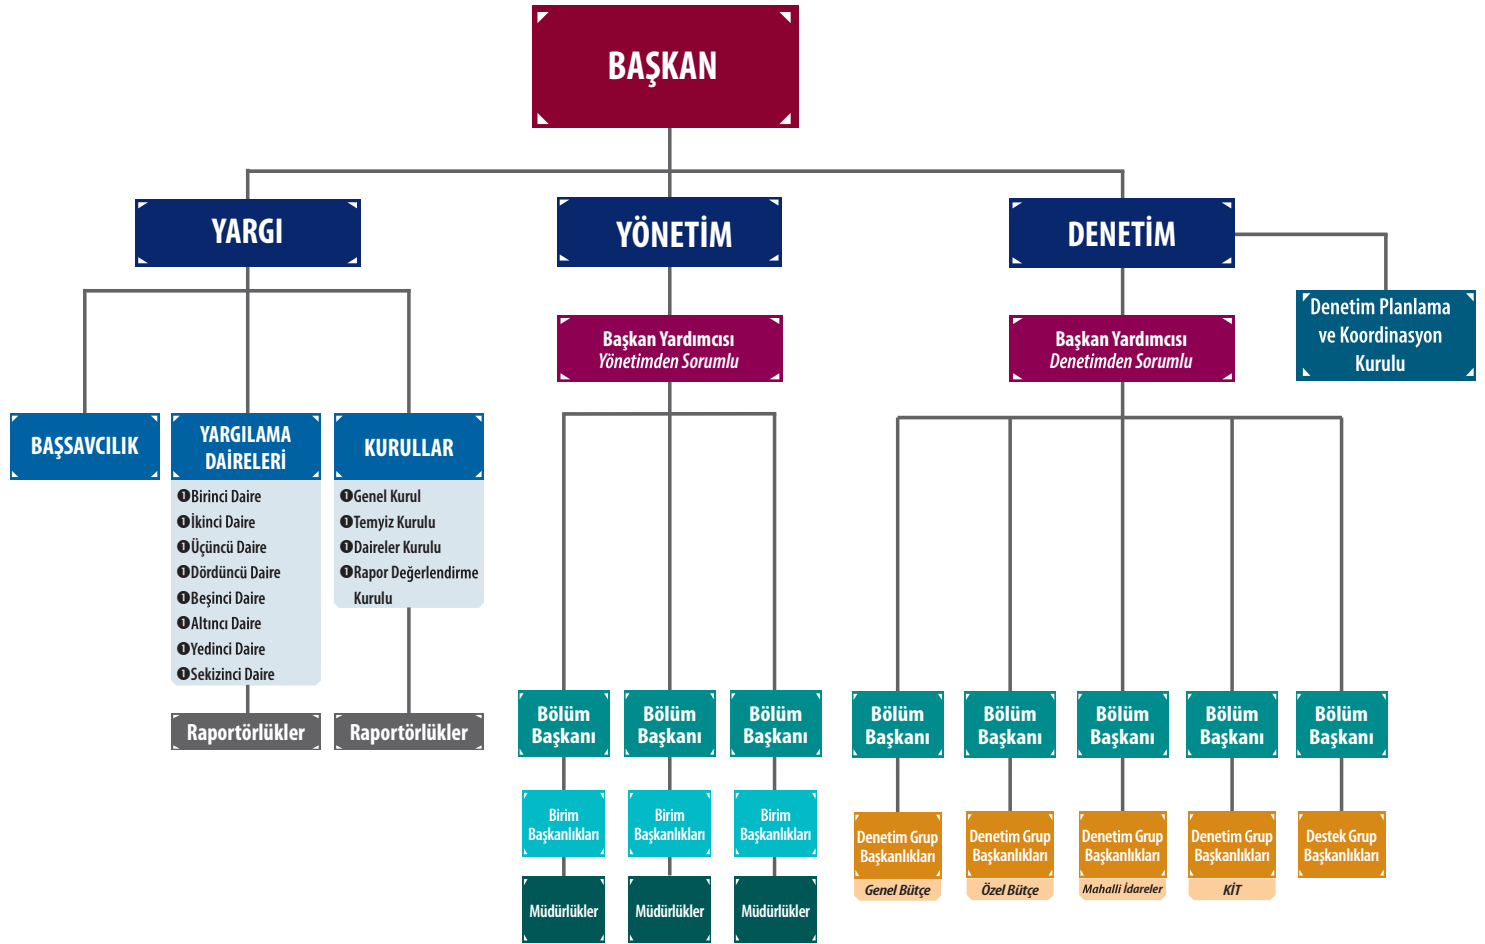 BAŞKAN
YARGI
YÖNETİM
DENETİM
Denetim Planlama
ve Koordinasyon
Kurulu
Başkan Yardımcısı
Yönetimden Sorumlu
Başkan Yardımcısı
Denetimden Sorumlu
BAŞSAVCILIK
YARGILAMA
DAİRELERİ
❶Birinci Daire
❶İkinci Daire
❶Üçüncü Daire
❶Dördüncü Daire
❶Beşinci Daire
❶Altıncı Daire
❶Yedinci Daire
❶Sekizinci Daire
Raportörlükler
KURULLAR
❶Genel Kurul
❶Temyiz Kurulu
❶Daireler Kurulu
❶Rapor Değerlendirme
Kurulu
Raportörlükler
Bölüm
Başkanı
Birim
Başkanlıkları
Müdürlükler
Bölüm
Başkanı
Birim
Başkanlıkları
Müdürlükler
Bölüm
Başkanı
Birim
Başkanlıkları
Müdürlükler
Bölüm
Başkanı
Denetim Grup
Başkanlıkları
Genel Bütçe
Bölüm
Başkanı
Denetim Grup
Başkanlıkları
Özel Bütçe
Bölüm
Başkanı
Denetim Grup
Başkanlıkları
Mahalli İdareler
Bölüm
Başkanı
Denetim Grup
Başkanlıkları
KİT
Bölüm
Başkanı
Destek Grup
Başkanlıkları